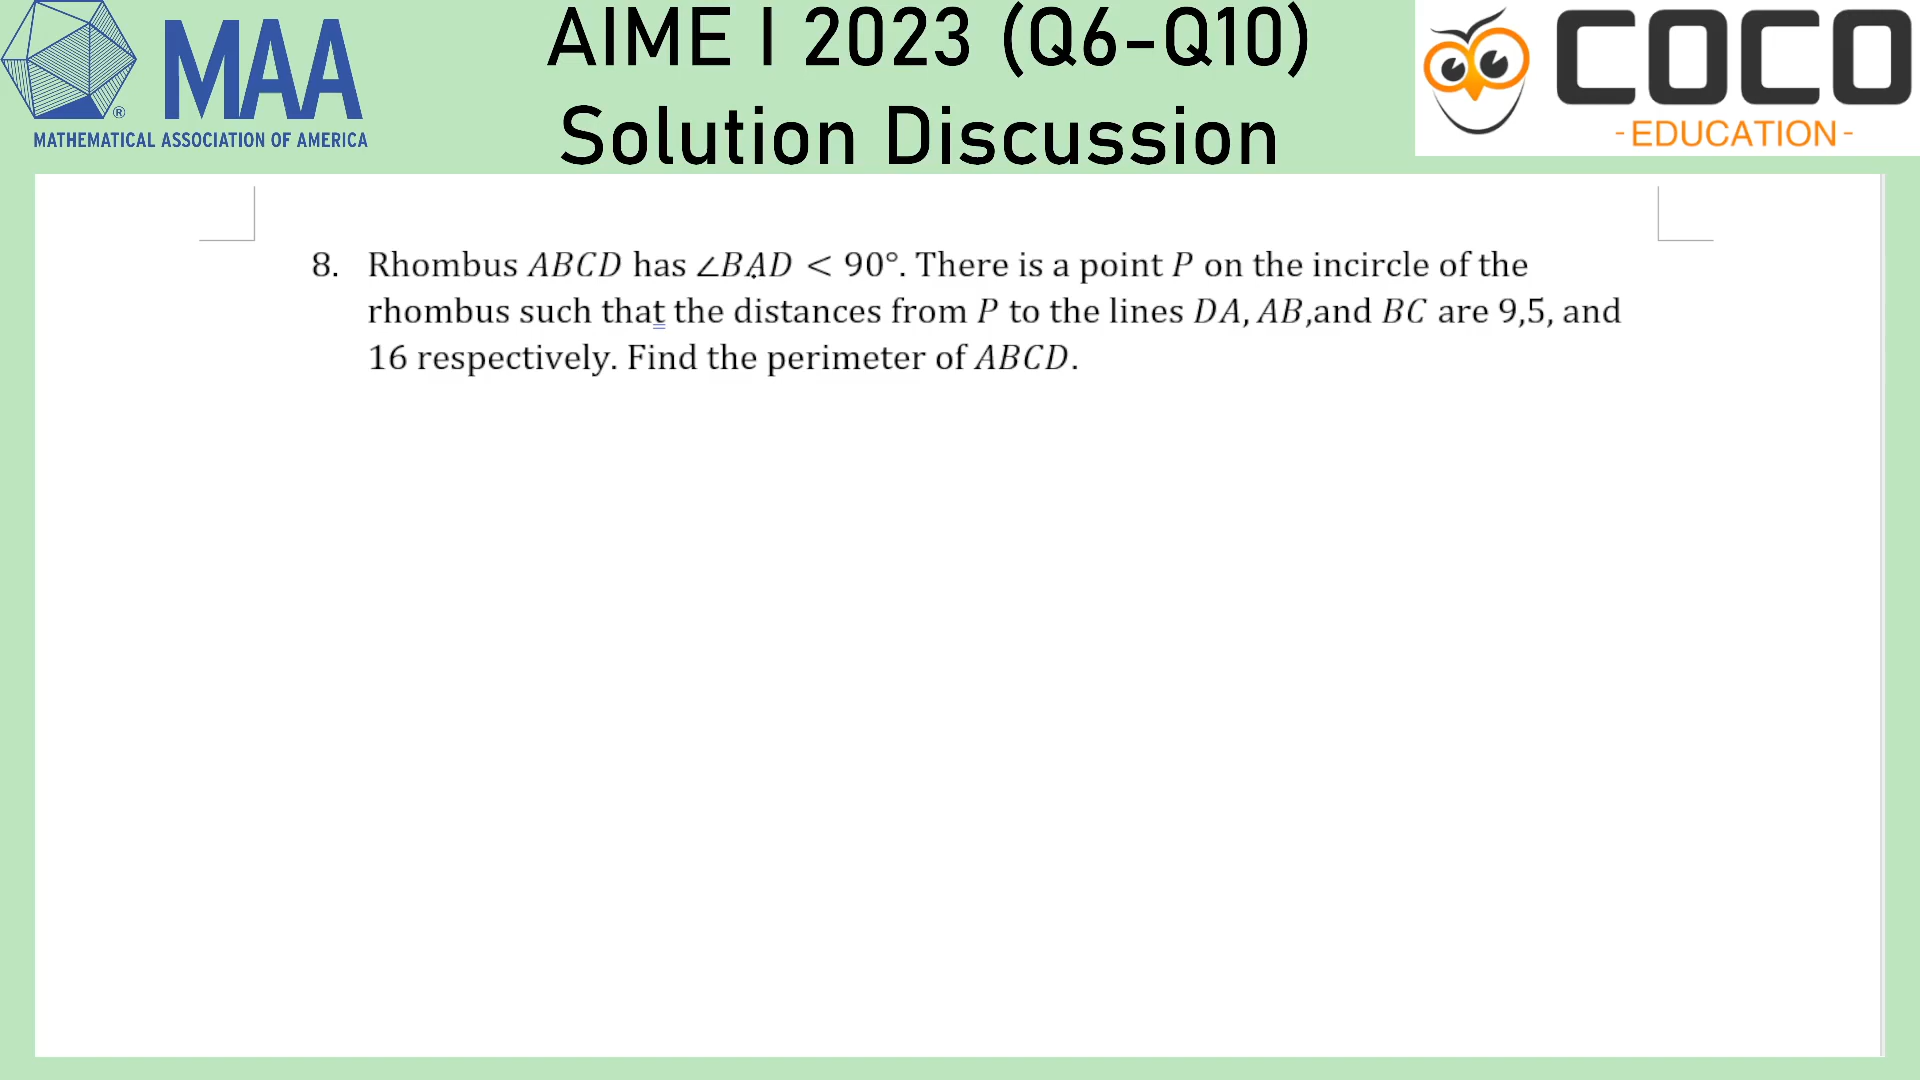 MAA
®
MATHEMATICAL ASSOCIATION OF AMERICA
AIME I 2023 (Q6-Q10)
Solution Discussion
COCO
-EDUCATION-
8. Rhombus ABCD has ∠BAD < 90°. There is a point P on the incircle of the
rhombus such that the distances from P to the lines DA, AB,and BC are 9,5, and
16 respectively. Find the perimeter of ABCD.